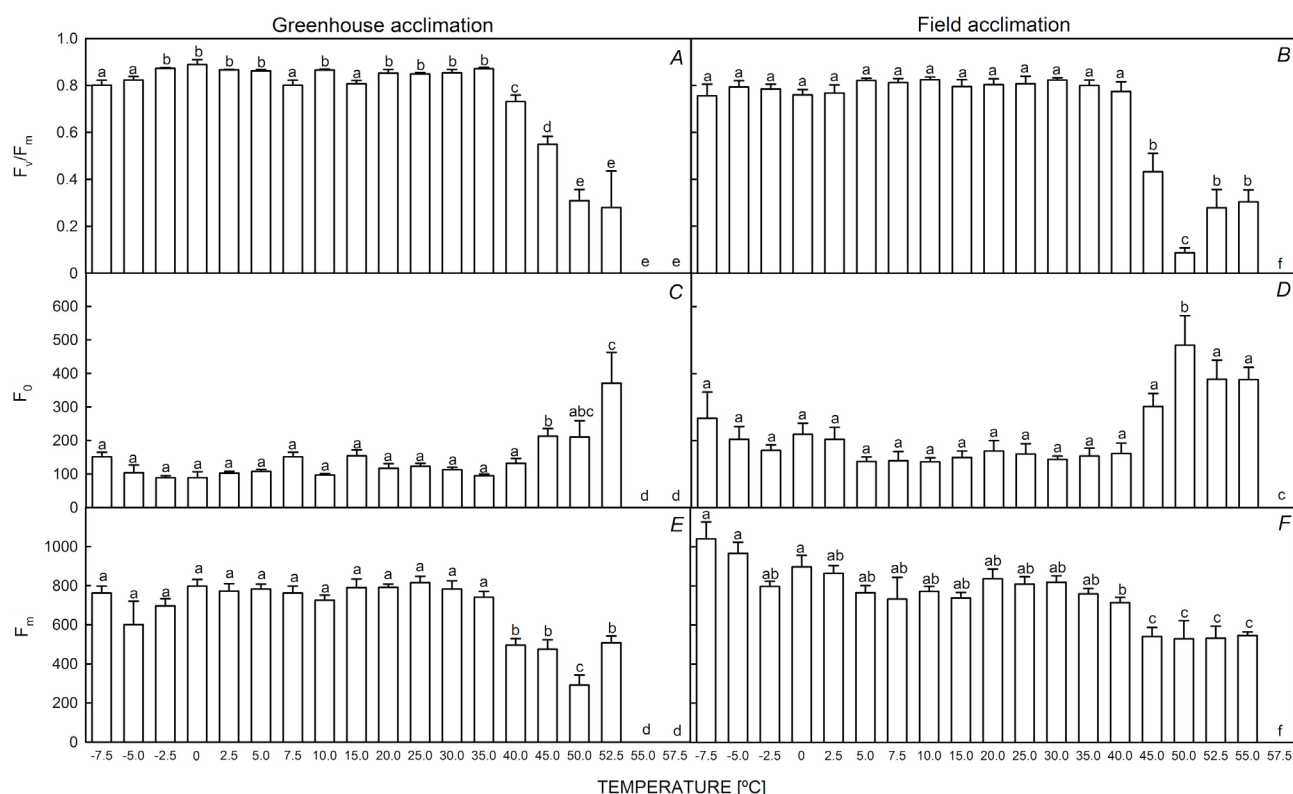 Greenhouse acclimation
Field acclimation
F_v/F_m
1.0
0.8
0.6
0.4
0.2
0
A
a a b b b b a b a b b b b c d e e e e
B
a a a a a a a a a a a a a a b c b b f
F_0
600
500
400
300
200
100
0
C
a a a a a a a a a a a a a a b abc c d d
D
a a a a a a a a a a a a a a a b a a c
F_m
1000
800
600
400
200
0
E
a a a a a a a a a a a a a b b c b d d
F
a a ab a ab ab ab ab ab ab ab ab ab b c c c c f
-7.5 -5.0 -2.5 0 2.5 5.0 7.5 10.0 15.0 20.0 25.0 30.0 35.0 40.0 45.0 50.0 52.5 55.0 57.5
-7.5 -5.0 -2.5 0 2.5 5.0 7.5 10.0 15.0 20.0 25.0 30.0 35.0 40.0 45.0 50.0 52.5 55.0 57.5
TEMPERATURE [ºC]